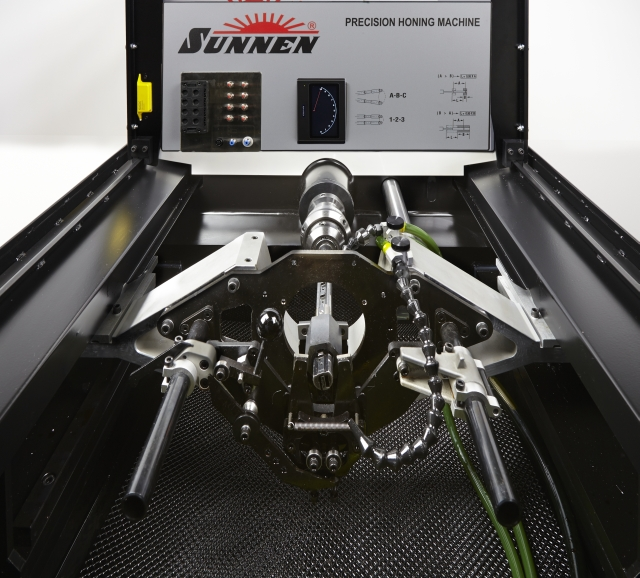 SUNNEN®
PRECISION HONING MACHINE
A-B-C
1-2-3